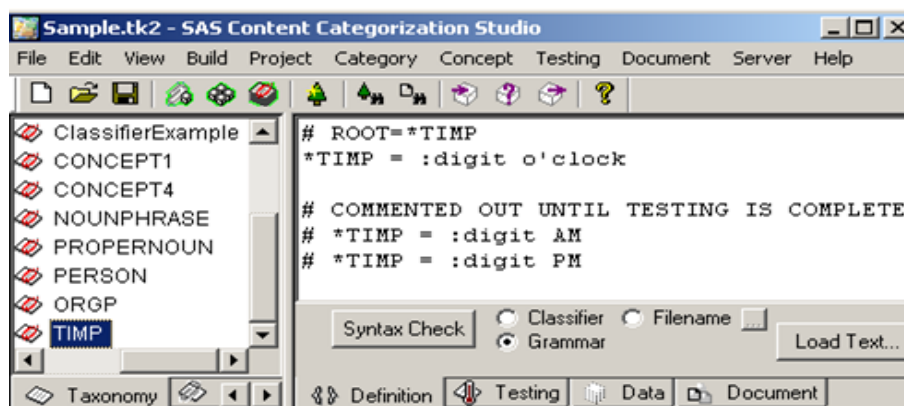 Sample.tk2 - SAS Content Categorization Studio
File Edit View Build Project Category Concept Testing Document Server Help
ClassifierExample
CONCEPT1
CONCEPT4
NOUNPHRASE
PROPERNOUN
PERSON
ORGP
TIMP
Taxonomy
# ROOT=*TIMP
*TIMP = :digit o'clock
# COMMENTED OUT UNTIL TESTING IS COMPLETE
# *TIMP = :digit AM
# *TIMP = :digit PM
Syntax Check Classifier Filename ...
Grammar Load Text...
Definition Testing Data Document